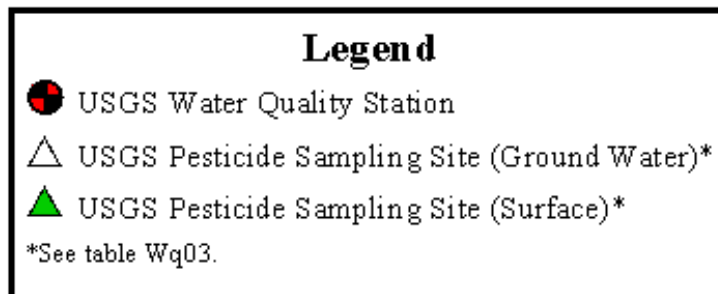 Legend
USGS Water Quality Station
USGS Pesticide Sampling Site (Ground Water)*
USGS Pesticide Sampling Site (Surface)*
*See table Wq03.